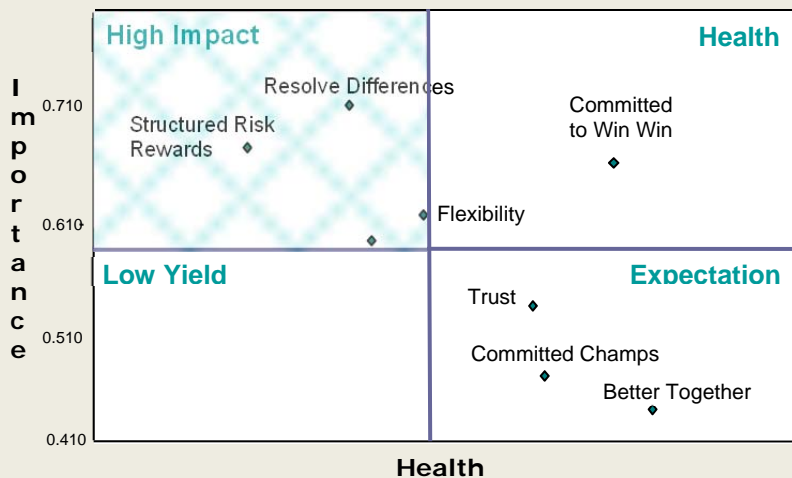 High Impact
Health
Importance
Resolve Differences
0.710
Committed
to Win Win
Structured Risk
Rewards
Flexibility
0.610
Low Yield
Expectation
Trust
0.510
Committed Champs
Better Together
0.410
Health